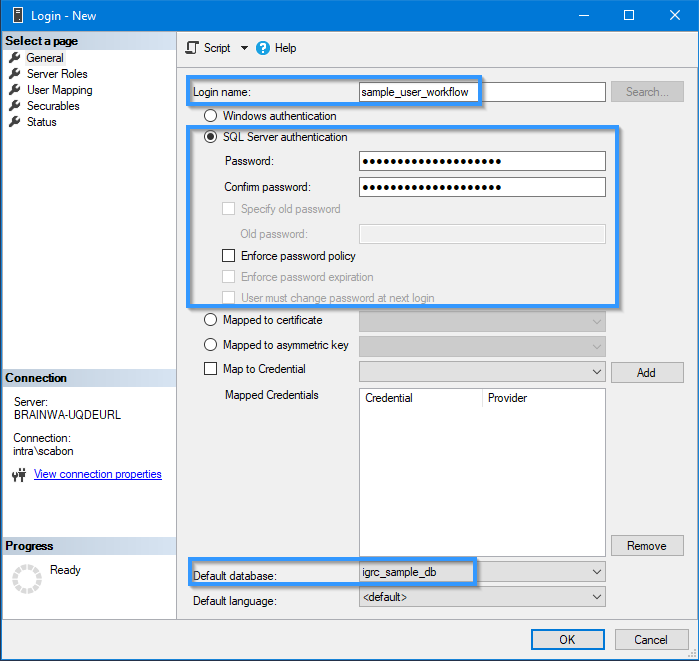 Login - New
Select a page
General
Server Roles
User Mapping
Securables
Status
Script
Help
Login name: sample_user_workflow Search...
Windows authentication
SQL Server authentication
Password: ●●●●●●●●●●●●●●●●●●●●
Confirm password: ●●●●●●●●●●●●●●●●●●●●
Specify old password
Old password:
Enforce password policy
Enforce password expiration
User must change password at next login
Mapped to certificate
Mapped to asymmetric key
Map to Credential Add
Mapped Credentials Credential Provider
Remove
Default database: igrc_sample_db
Default language: <default>
Connection
Server:
BRAINWA-UQDEURL
Connection:
intra\scabon
View connection properties
Progress
Ready
OK Cancel